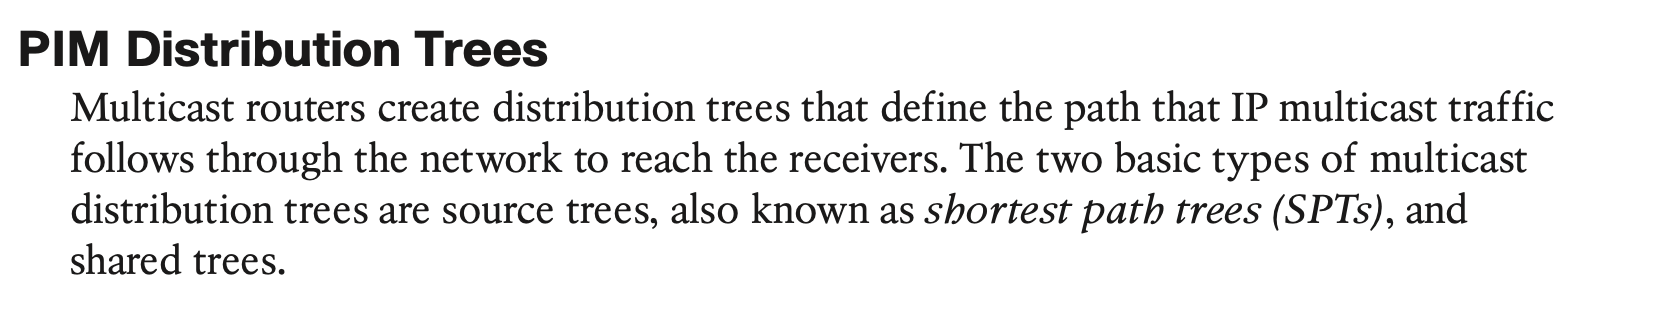 PIM Distribution Trees
Multicast routers create distribution trees that define the path that IP multicast traffic
follows through the network to reach the receivers. The two basic types of multicast
distribution trees are source trees, also known as shortest path trees (SPTs), and
shared trees.